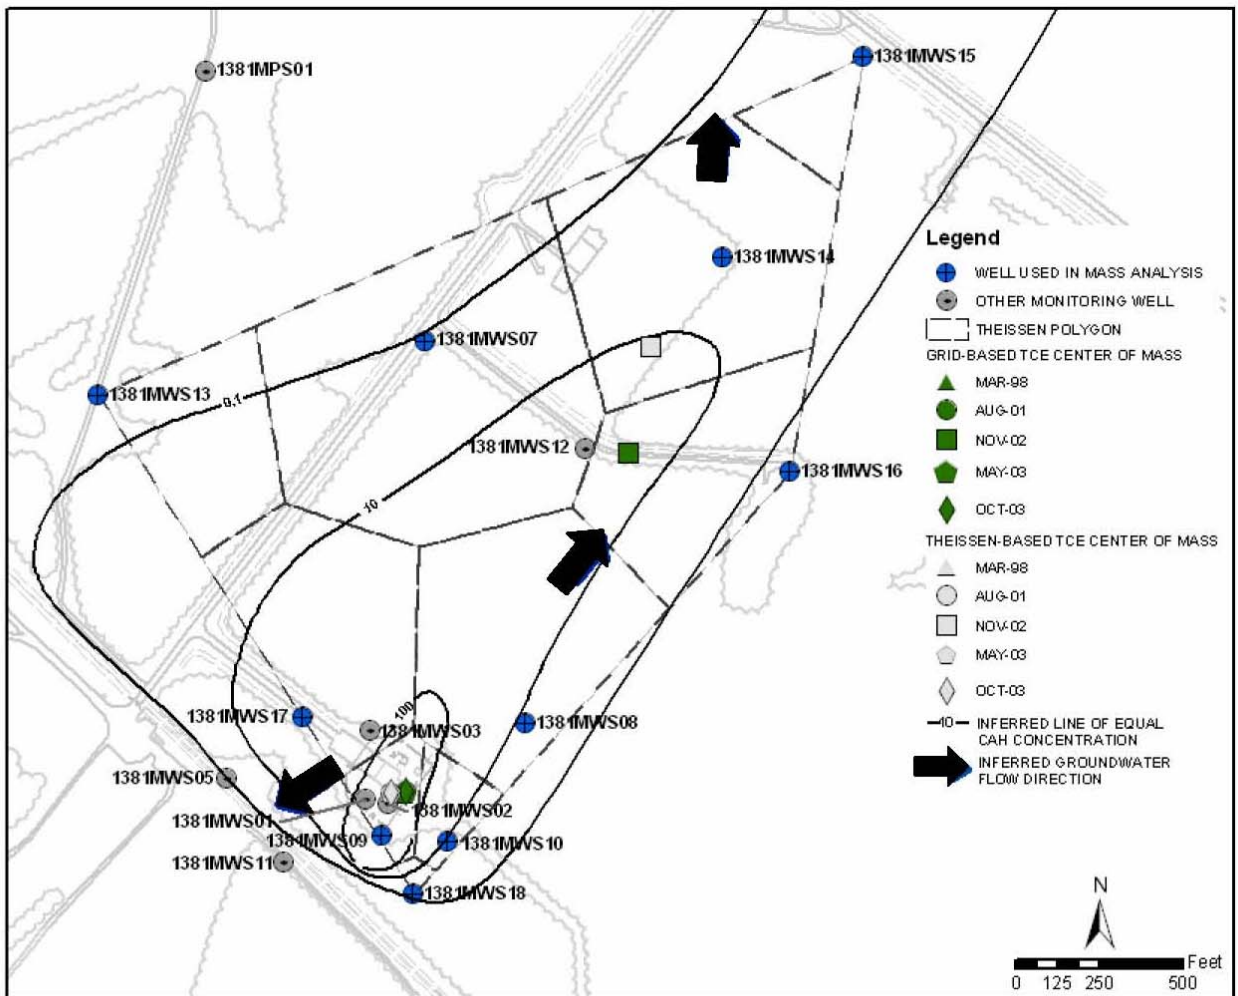 1381MWS15
1381MPS01
1381MWS14
1381MWS07
1381MWS13
0.1
1381MWS12
1381MWS16
10
1381MWS17
100
1381MWS03
1381MWS08
1381MWS05
1381MWS02
1381MWS01
1381MWS09
1381MWS10
1381MWS11
1381MWS18
Legend
WELL USED IN MASS ANALYSIS
OTHER MONITORING WELL
THEISSEN POLYGON
GRID-BASED TCE CENTER OF MASS
MAR-98
AUG-01
NOV-02
MAY-03
OCT-03
THEISSEN-BASED TCE CENTER OF MASS
MAR-98
AUG-01
NOV-02
MAY-03
OCT-03
10 INFERRED LINE OF EQUAL
CAH CONCENTRATION
INFERRED GROUNDWATER
FLOW DIRECTION
N
Feet
0 125 250 500